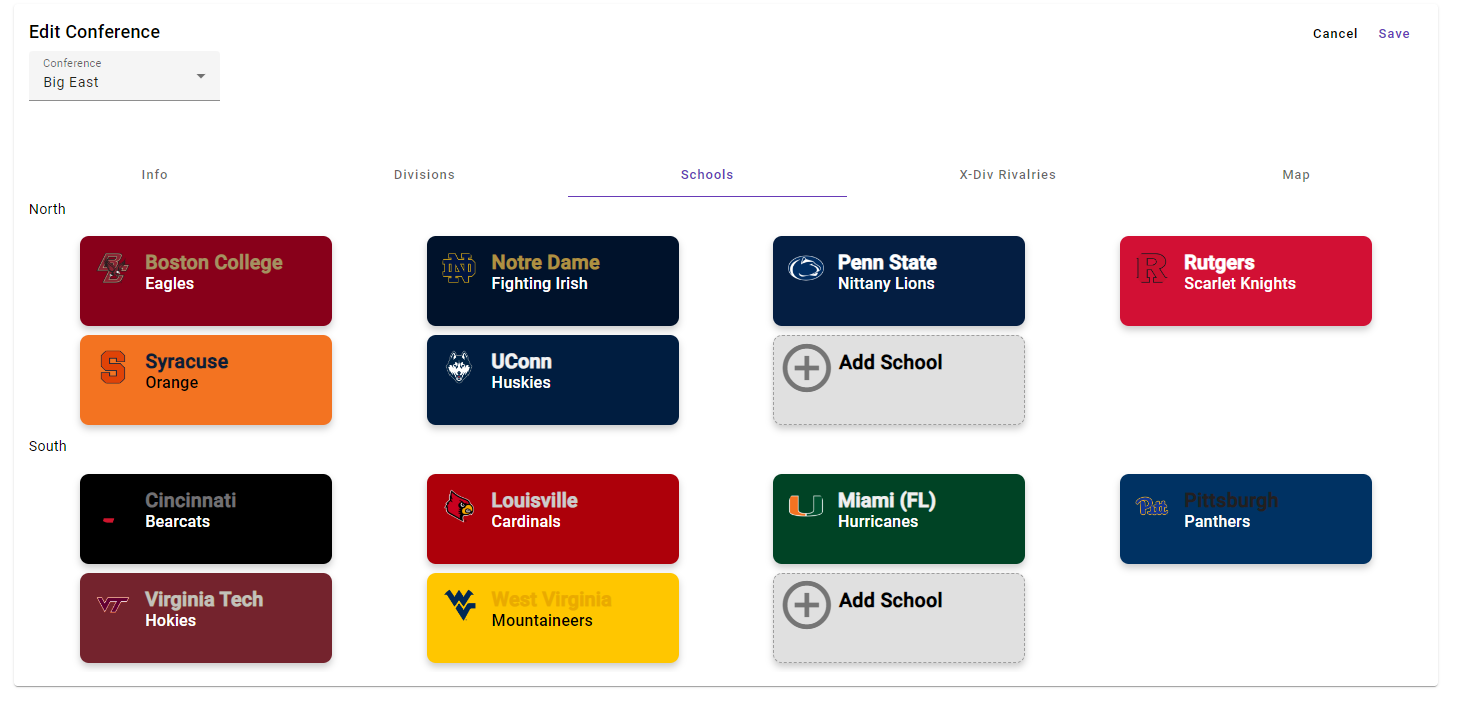 Edit Conference
Cancel Save
Conference
Big East
Info Divisions Schools X-Div Rivalries Map
North
Boston College Notre Dame Penn State Rutgers
Eagles Fighting Irish Nittany Lions Scarlet Knights
Syracuse UConn Add School
Orange Huskies
South
Cincinnati Louisville Miami (FL) Pittsburgh
Bearcats Cardinals Hurricanes Panthers
Virginia Tech West Virginia Add School
Hokies Mountaineers